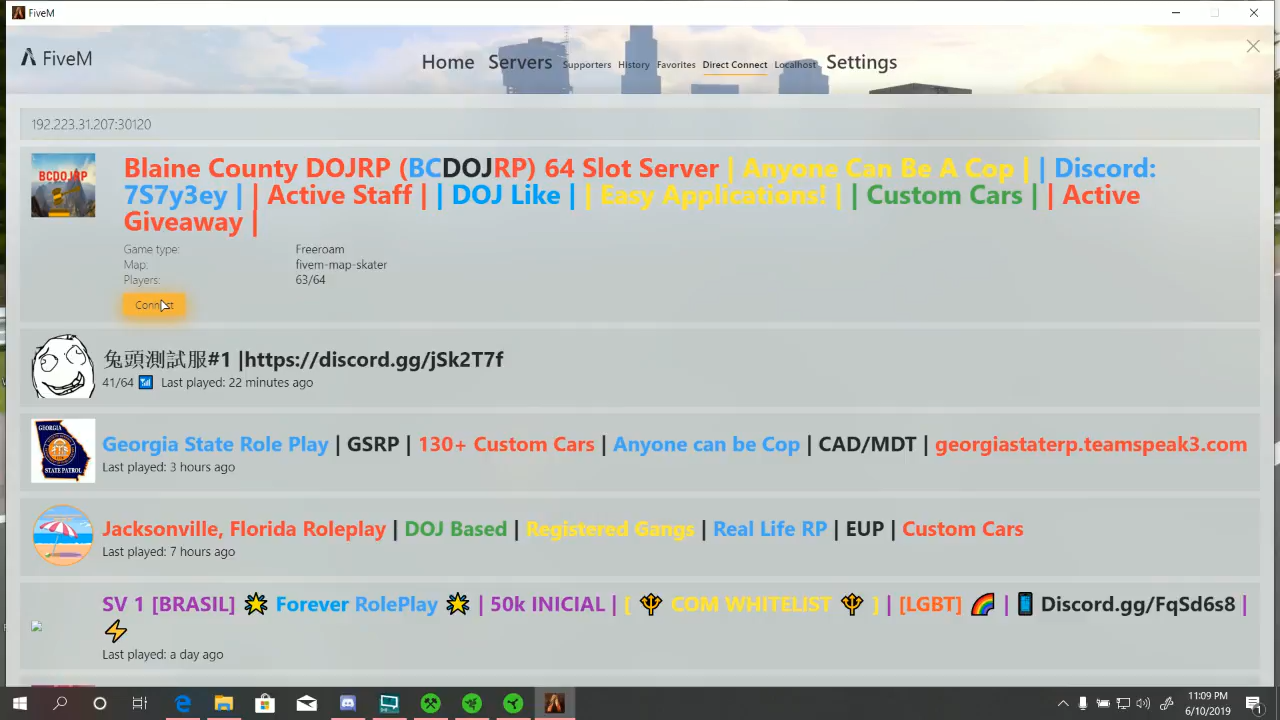 FiveM
FiveM
Home Servers Supporters History Favorites Direct Connect Localhost Settings
192.223.31.207:30120
BCDOJRP
Blaine County DOJRP (BCDOJRP) 64 Slot Server | Anyone Can Be A Cop | | Discord:
7S7y3ey | | Active Staff | | DOJ Like | | Easy Applications! | | Custom Cars | | Active
Giveaway |
Game type: Freeroam
Map: fivem-map-skater
Players: 63/64
Connect
兔頭測試服#1 |https://discord.gg/jSk2T7f
41/64 Last played: 22 minutes ago
GEORGIA
STATE PATROL
Georgia State Role Play | GSRP | 130+ Custom Cars | Anyone can be Cop | CAD/MDT | georgiastaterp.teamspeak3.com
Last played: 3 hours ago
Jacksonville, Florida Roleplay | DOJ Based | Registered Gangs | Real Life RP | EUP | Custom Cars
Last played: 7 hours ago
SV 1 [BRASIL] 🌟 Forever RolePlay 🌟 | 50k INICIAL | [ 🔱 COM WHITELIST 🔱 ] | [LGBT] 🌈 | 📱 Discord.gg/FqSd6s8 |
⚡
Last played: a day ago
11:09 PM
6/10/2019
1